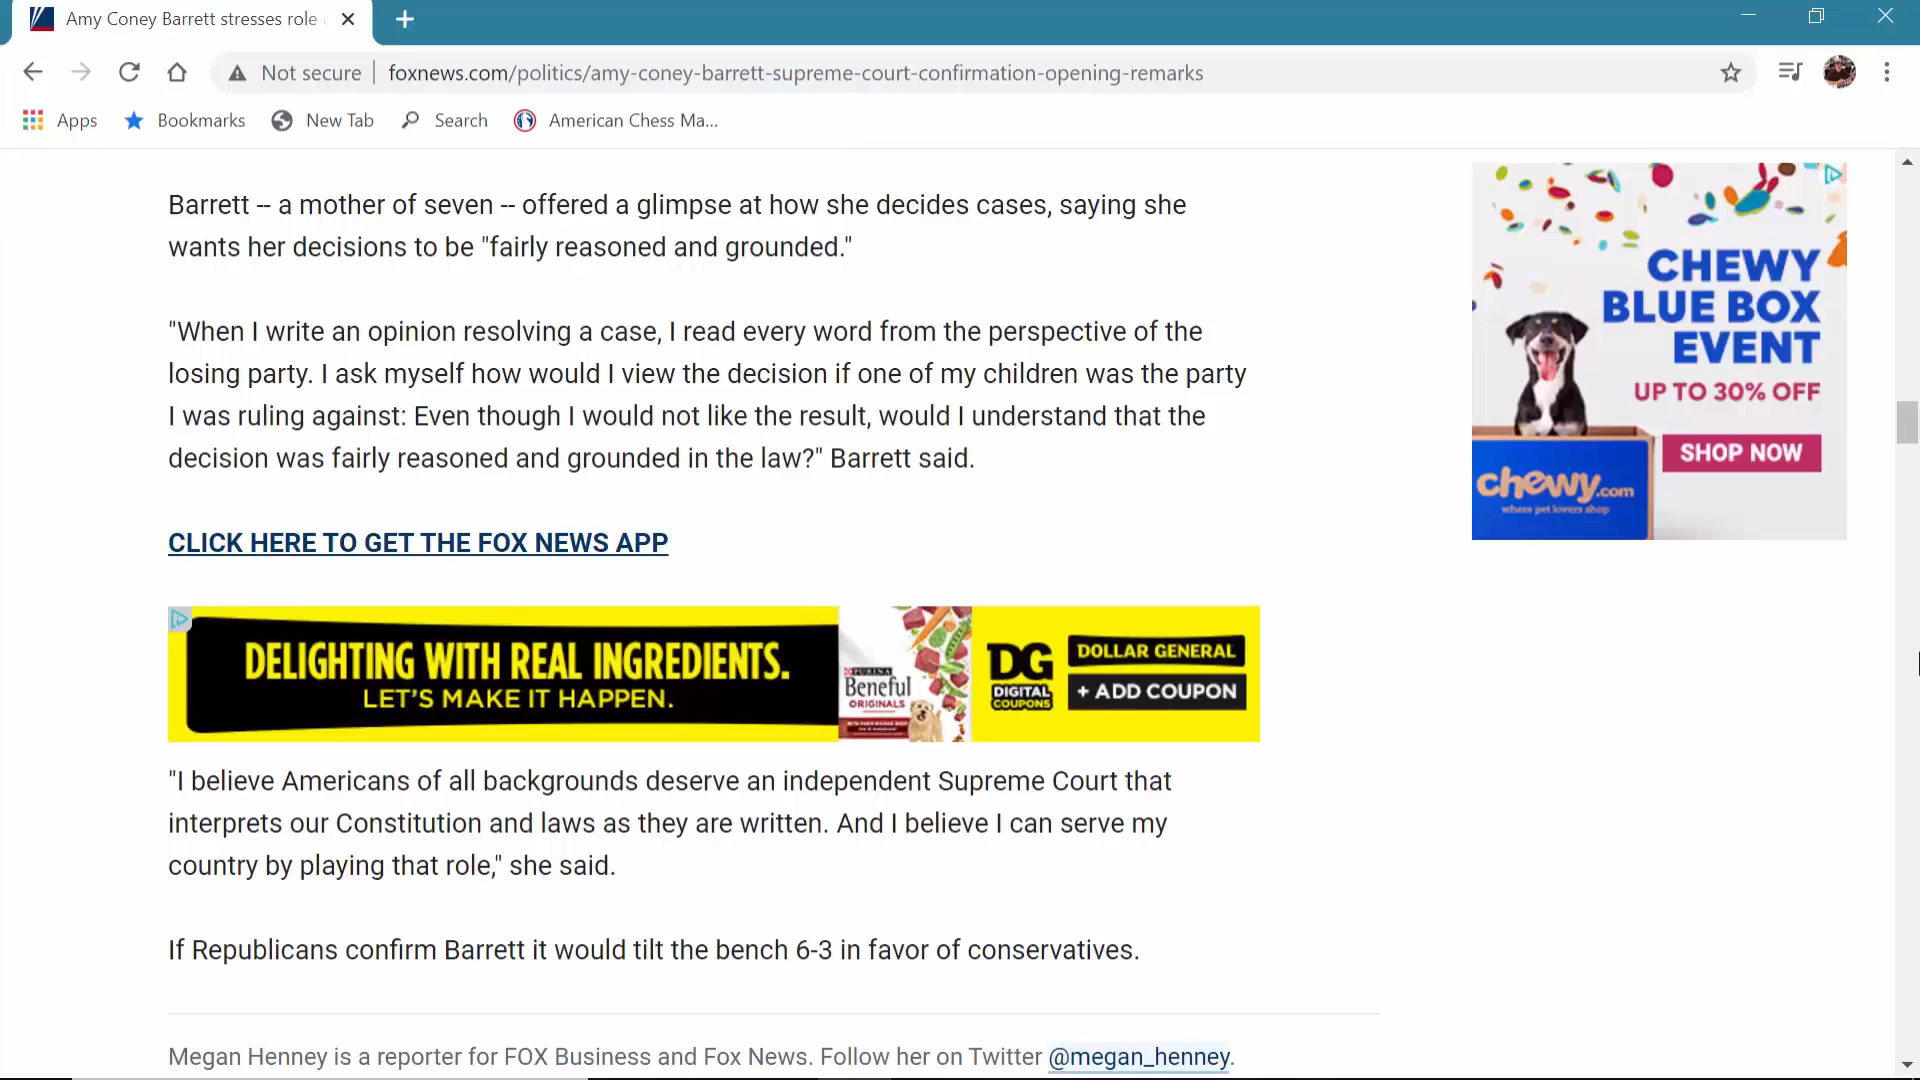 Amy Coney Barrett stresses role
Not secure
foxnews.com/politics/amy-coney-barrett-supreme-court-confirmation-opening-remarks
Apps
Bookmarks
New Tab
Search
American Chess Ma...
Barrett -- a mother of seven -- offered a glimpse at how she decides cases, saying she
wants her decisions to be "fairly reasoned and grounded."
"When I write an opinion resolving a case, I read every word from the perspective of the
losing party. I ask myself how would I view the decision if one of my children was the party
I was ruling against: Even though I would not like the result, would I understand that the
decision was fairly reasoned and grounded in the law?" Barrett said.
CLICK HERE TO GET THE FOX NEWS APP
DELIGHTING WITH REAL INGREDIENTS.
LET'S MAKE IT HAPPEN.
PURINA
Beneful
ORIGINALS
DG
DIGITAL
COUPONS
DOLLAR GENERAL
+ ADD COUPON
"I believe Americans of all backgrounds deserve an independent Supreme Court that
interprets our Constitution and laws as they are written. And I believe I can serve my
country by playing that role," she said.
If Republicans confirm Barrett it would tilt the bench 6-3 in favor of conservatives.
Megan Henney is a reporter for FOX Business and Fox News. Follow her on Twitter @megan_henney.
CHEWY
BLUE BOX
EVENT
UP TO 30% OFF
SHOP NOW
chewy.com
where pet lovers shop